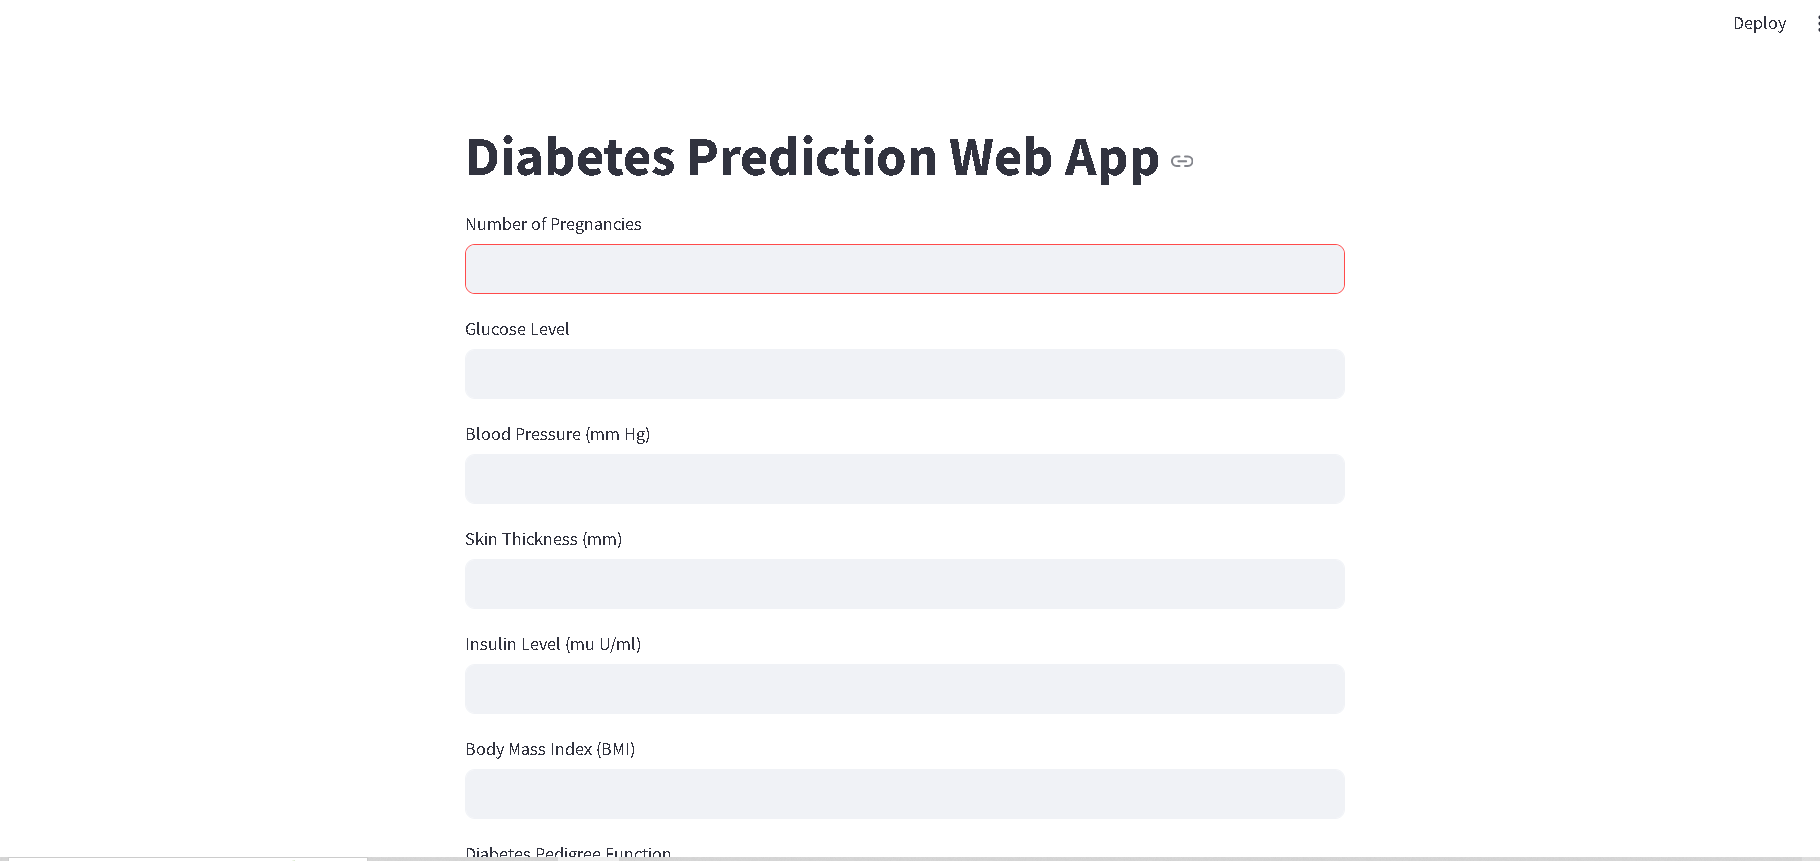 Deploy
Diabetes Prediction Web App
Number of Pregnancies
Glucose Level
Blood Pressure (mm Hg)
Skin Thickness (mm)
Insulin Level (mu U/ml)
Body Mass Index (BMI)
Diabetes Pedigree Function